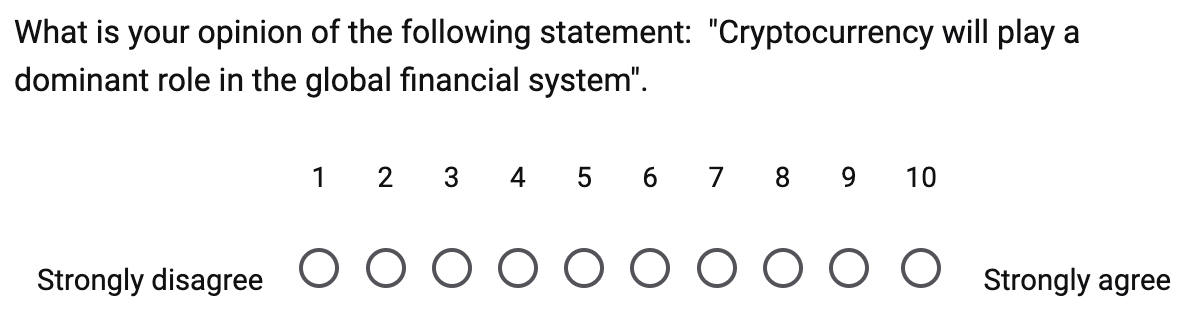 What is your opinion of the following statement:  "Cryptocurrency will play a
dominant role in the global financial system".
1 2 3 4 5 6 7 8 9 10
Strongly disagree Strongly agree